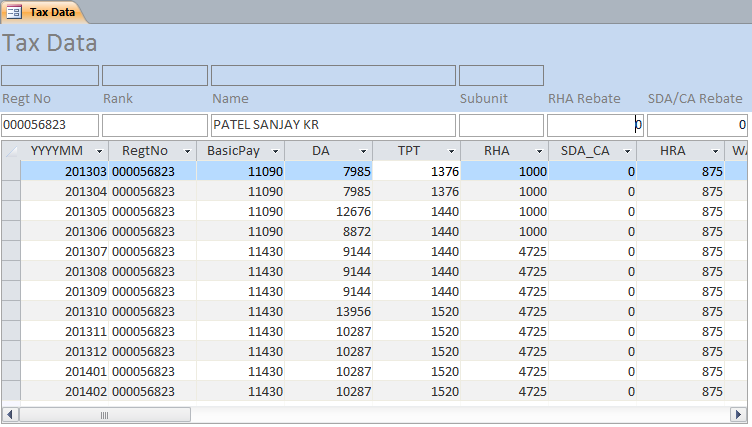 Tax Data
Tax Data
Regt No Rank Name Subunit RHA Rebate SDA/CA Rebate
000056823 PATEL SANJAY KR 0 0
YYYYMM RegtNo BasicPay DA TPT RHA SDA_CA HRA
201303 000056823 11090 7985 1376 1000 0 875
201304 000056823 11090 7985 1376 1000 0 875
201305 000056823 11090 12676 1440 1000 0 875
201306 000056823 11090 8872 1440 1000 0 875
201307 000056823 11430 9144 1440 4725 0 875
201308 000056823 11430 9144 1440 4725 0 875
201309 000056823 11430 9144 1440 4725 0 875
201310 000056823 11430 13956 1520 4725 0 875
201311 000056823 11430 10287 1520 4725 0 875
201312 000056823 11430 10287 1520 4725 0 875
201401 000056823 11430 10287 1520 4725 0 875
201402 000056823 11430 10287 1520 4725 0 875